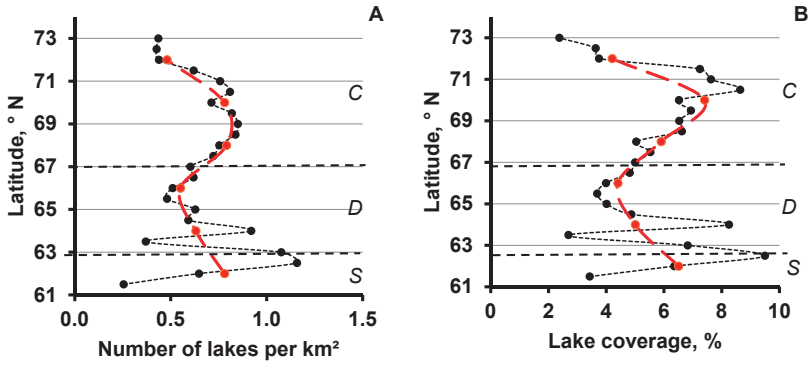 A
73
71
69
67
65
63
61
Latitude, ° N
C
D
S
0.0 0.5 1.0 1.5
Number of lakes per km²
B
73
71
69
67
65
63
61
Latitude, ° N
C
D
S
0 2 4 6 8 10
Lake coverage, %